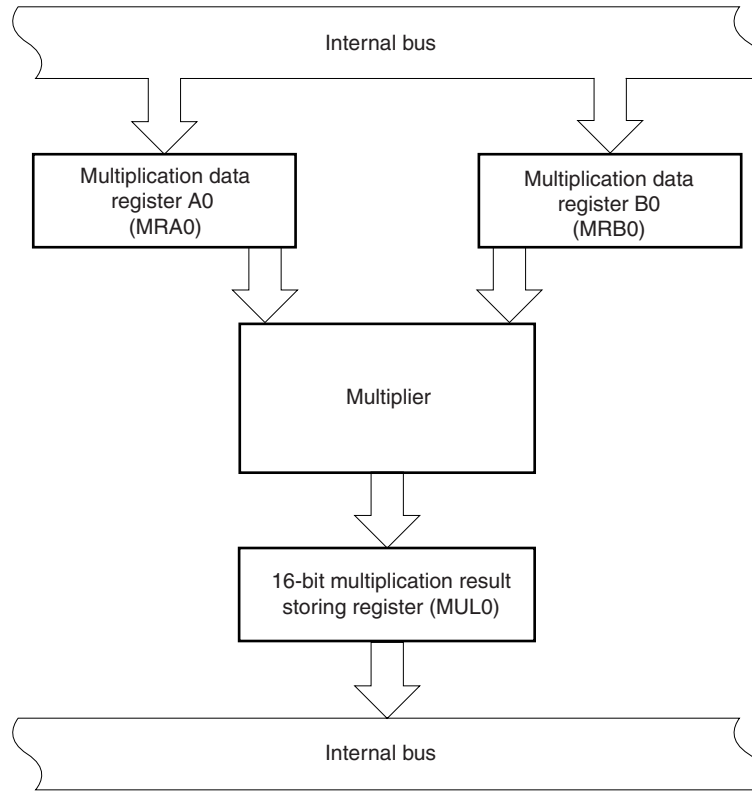 Internal bus
Multiplication data
register A0
(MRA0)
Multiplication data
register B0
(MRB0)
Multiplier
16-bit multiplication result
storing register (MUL0)
Internal bus